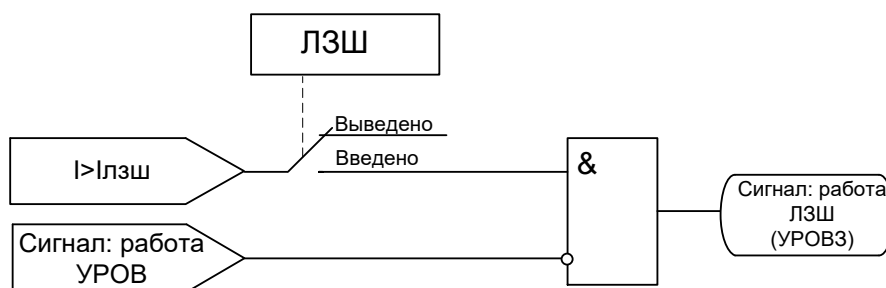 ЛЗШ
Выведено
Введено
I>Iлзш
&
Сигнал: работа
УРОВ
Сигнал: работа
ЛЗШ
(УРОВЗ)